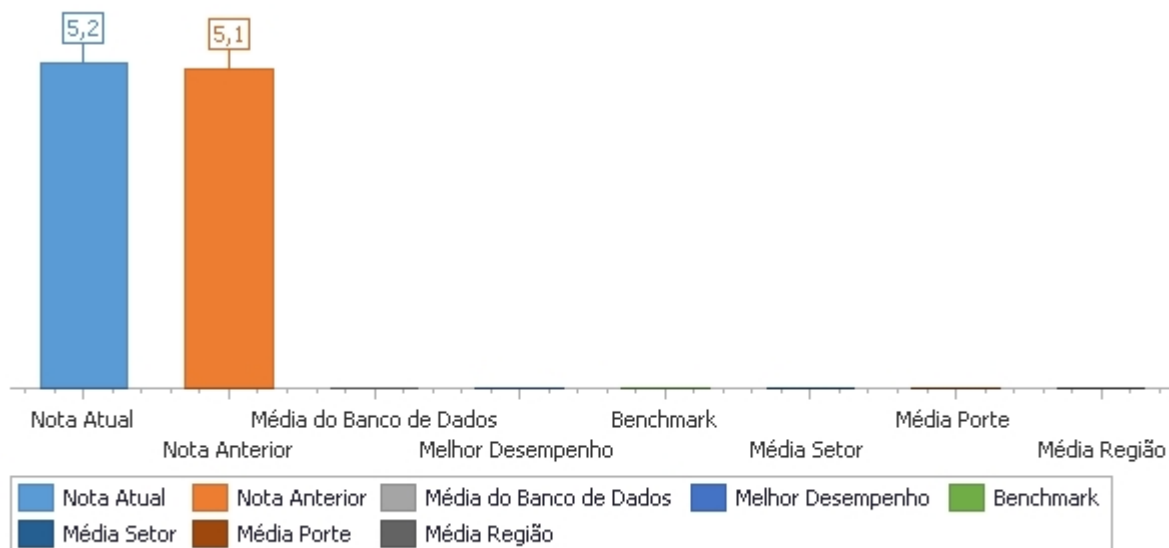 5,2
5,1
Nota Atual Média do Banco de Dados Benchmark Média Porte
Nota Anterior Melhor Desempenho Média Setor Média Região
Nota Atual Nota Anterior Média do Banco de Dados Melhor Desempenho Benchmark
Média Setor Média Porte Média Região